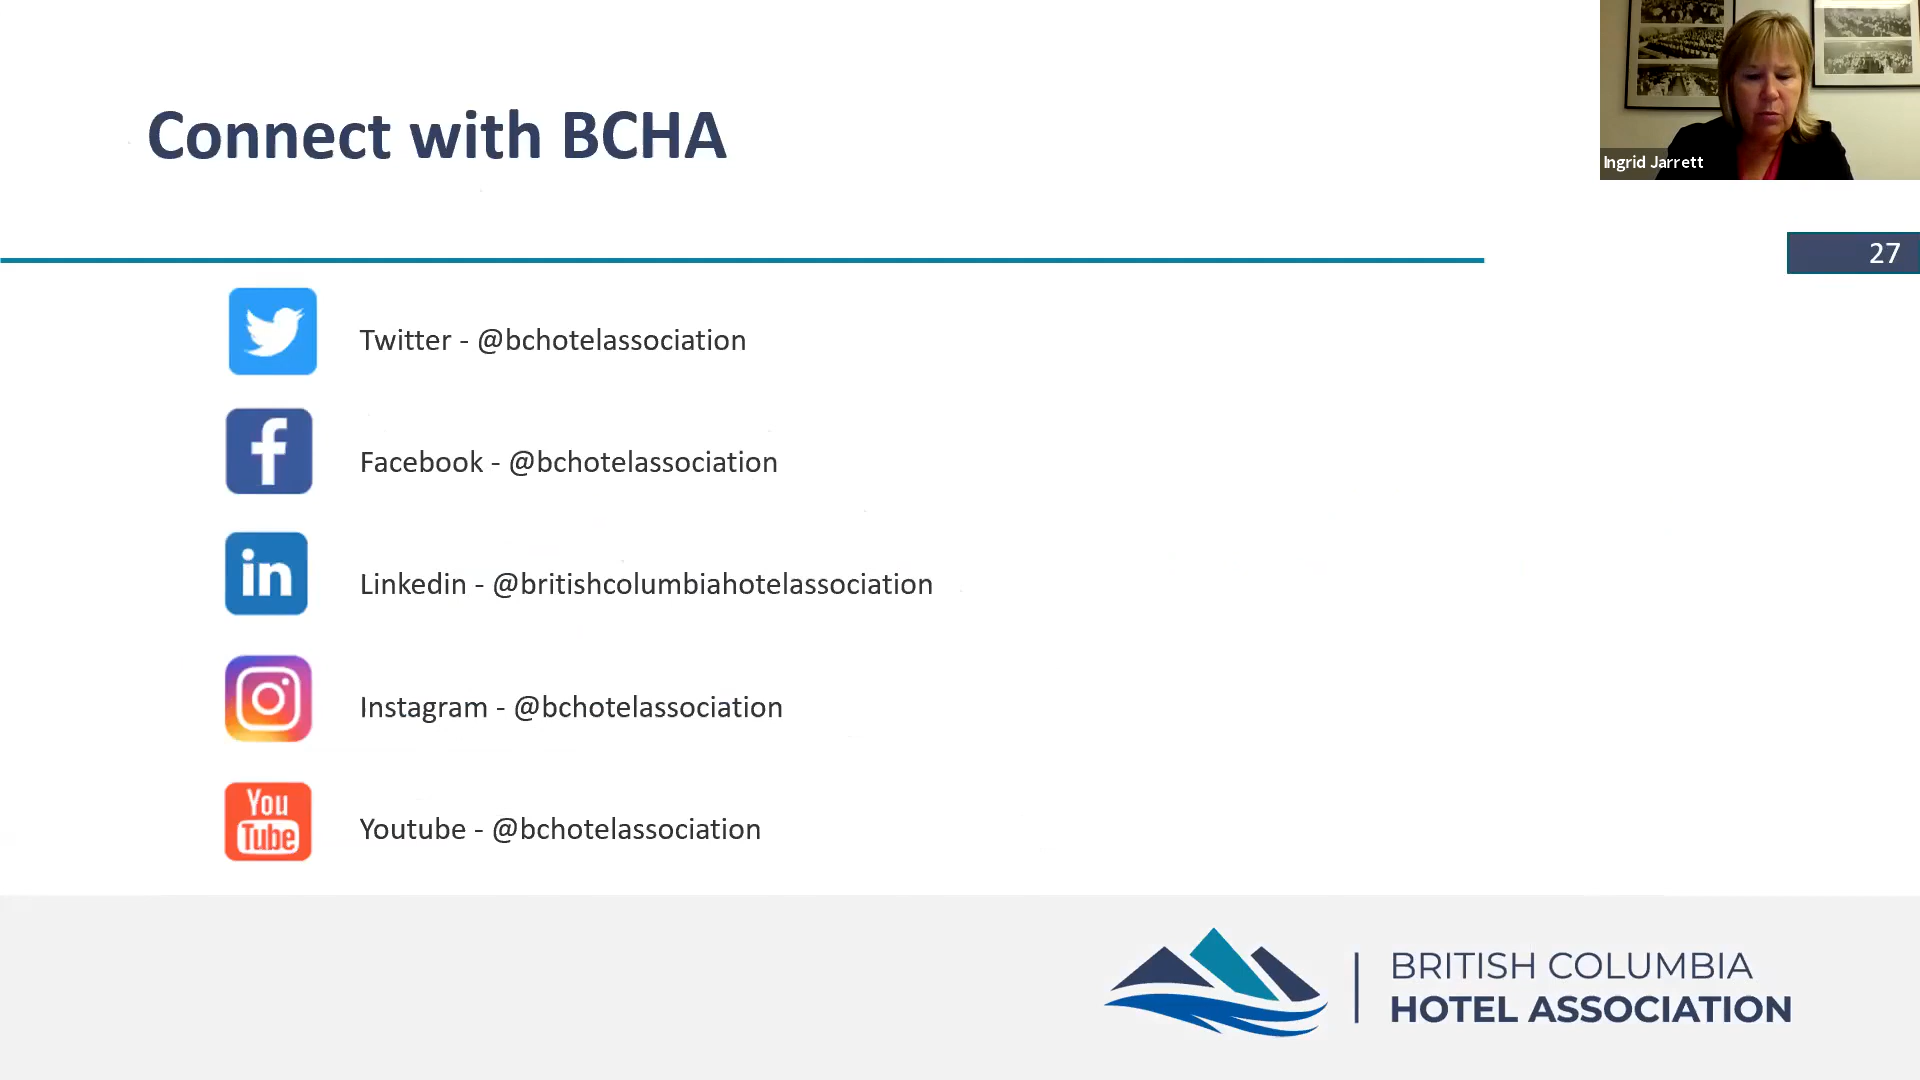 Connect with BCHA
Ingrid Jarrett
27
Twitter - @bchotelassociation
Facebook - @bchotelassociation
in
Linkedin - @britishcolumbiahotelassociation
Instagram - @bchotelassociation
You
Tube
Youtube - @bchotelassociation
BRITISH COLUMBIA
HOTEL ASSOCIATION